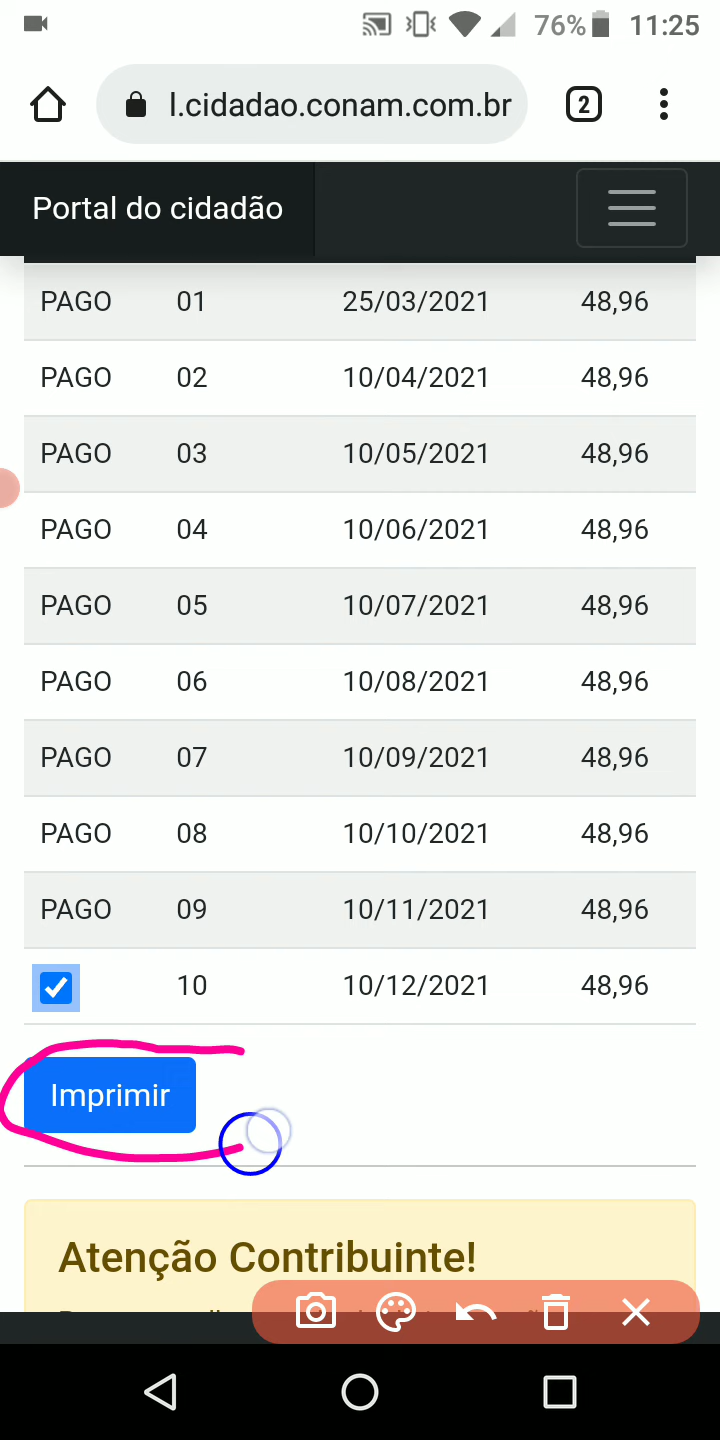 76% 11:25
l.cidadao.conam.com.br 2
Portal do cidadão
PAGO 01 25/03/2021 48,96
PAGO 02 10/04/2021 48,96
PAGO 03 10/05/2021 48,96
PAGO 04 10/06/2021 48,96
PAGO 05 10/07/2021 48,96
PAGO 06 10/08/2021 48,96
PAGO 07 10/09/2021 48,96
PAGO 08 10/10/2021 48,96
PAGO 09 10/11/2021 48,96
10 10/12/2021 48,96
Imprimir
Atenção Contribuinte!